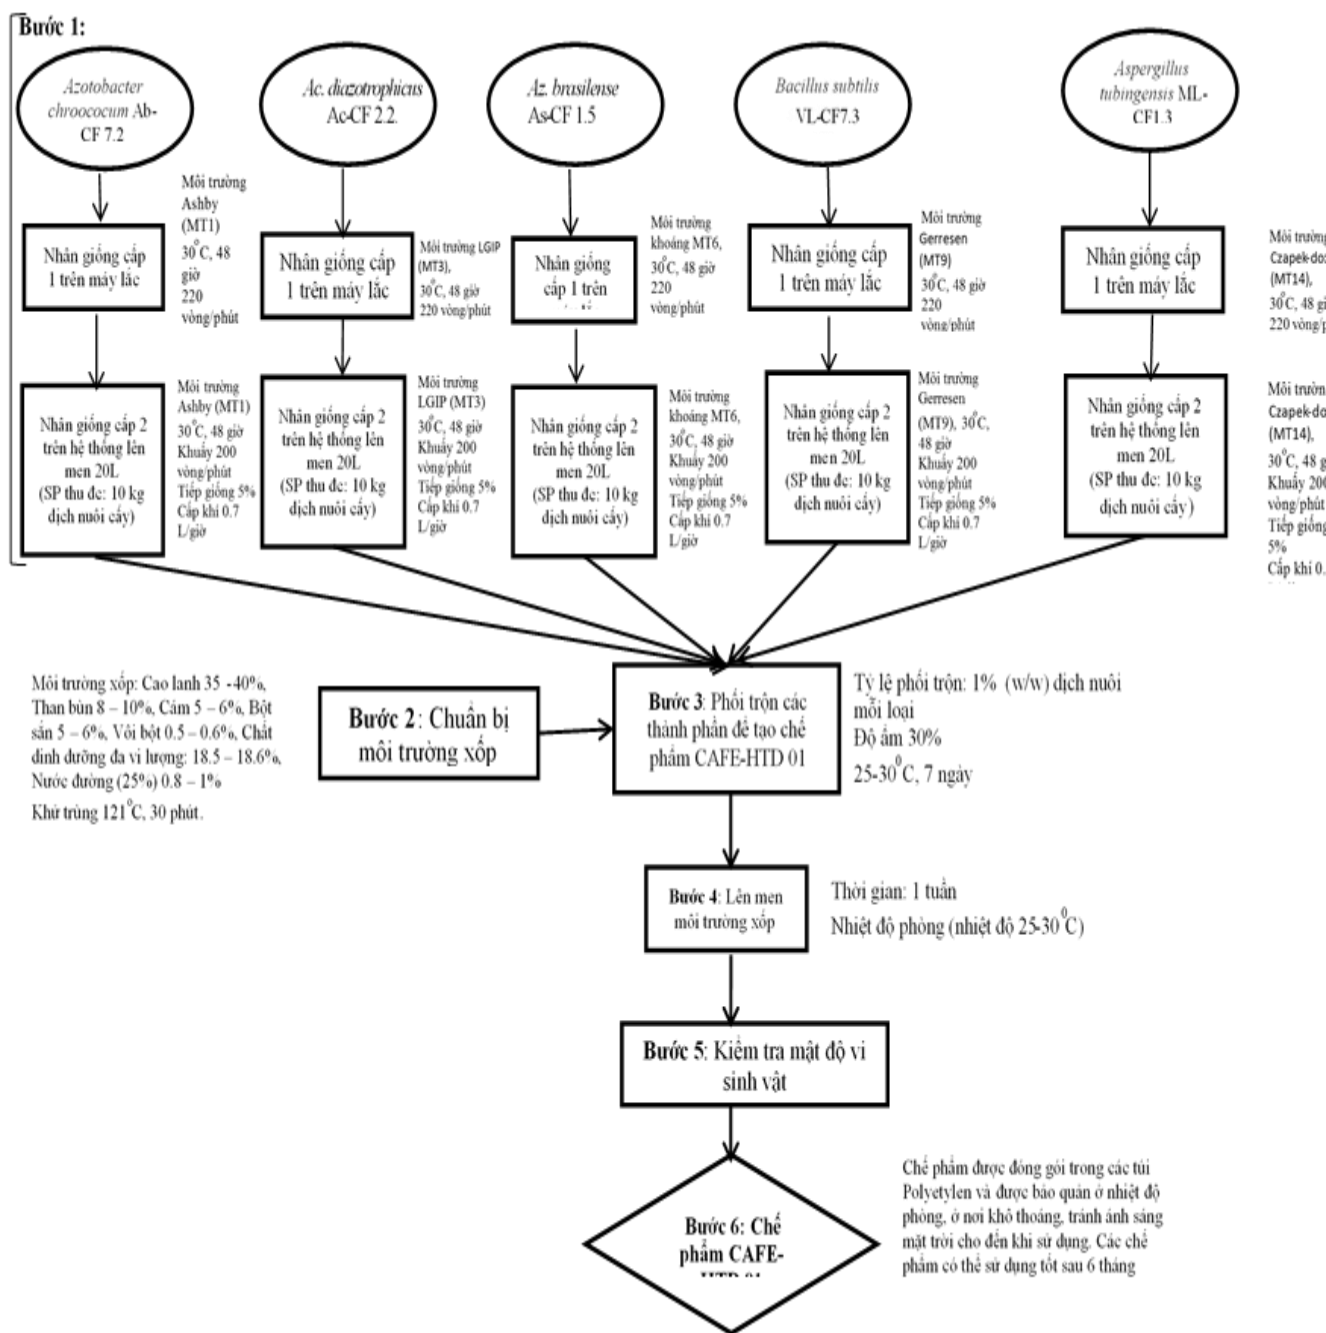 Bước 1:
Azotobacter
chroococum Ab-
CF 7.2
Ac. diazotrophicus
Ac-CF 2.2.
Az. brasilense
As-CF 1.5
Bacillus subtilis
VL-CF7.3
Aspergillus
tubingensis ML-
CF1.3
Nhân giống cấp
1 trên máy lắc
Môi trường
Ashby
(MT1)
30°C, 48
giờ
220
vòng/phút
Nhân giống cấp
1 trên máy lắc
Môi trường LGIP
(MT3),
30°C, 48 giờ
220 vòng/phút
Nhân giống
cấp 1 trên
Môi trường
khoáng MT6,
30°C, 48 giờ
220
vòng/phút
Nhân giống cấp
1 trên máy lắc
Môi trường
Gerresen
(MT9)
30°C, 48 giờ
220
vòng/phút
Nhân giống cấp
1 trên máy lắc
Môi trường
Czapek-dox
(MT14),
30°C, 48 gi
220 vòng/p
Nhân giống cấp 2
trên hệ thống lên
men 20L
(SP thu đc: 10 kg
dịch nuôi cấy)
Môi trường
Ashby (MT1)
30°C, 48 giờ
Khuấy 200
vòng/phút
Tiếp giống 5%
Cấp khí 0.7
L/giờ
Nhân giống cấp 2
trên hệ thống lên
men 20L
(SP thu đc: 10 kg
dịch nuôi cấy)
Môi trường
LGIP (MT3)
30°C, 48 giờ
Khuấy 200
vòng/phút
Tiếp giống 5%
Cấp khí 0.7
L/giờ
Nhân giống cấp 2
trên hệ thống lên
men 20L
(SP thu đc: 10 kg
dịch nuôi cấy)
Môi trường
khoáng MT6,
30°C, 48 giờ
Khuấy 200
vòng/phút
Tiếp giống 5%
Cấp khí 0.7
L/giờ
Nhân giống cấp 2
trên hệ thống lên
men 20L
(SP thu đc: 10 kg
dịch nuôi cấy)
Môi trường
Gerresen
(MT9), 30°C,
48 giờ
Khuấy 200
vòng/phút
Tiếp giống 5%
Cấp khí 0.7
L/giờ
Nhân giống cấp 2
trên hệ thống lên
men 20L
(SP thu đc: 10 kg
dịch nuôi cấy)
Môi trườn
Czapek-do
(MT14),
30°C, 48 g
Khuấy 200
vòng/phút
Tiếp giống
5%
Cấp khí 0.
Môi trường xốp: Cao lanh 35 -40%,
Than bùn 8 – 10%, Cám 5 – 6%, Bột
sắn 5 – 6%, Vôi bột 0.5 – 0.6%, Chất
dinh dưỡng đa vi lượng: 18.5 – 18.6%,
Nước đường (25%) 0.8 – 1%
Khử trùng 121°C, 30 phút.
Bước 2: Chuẩn bị
môi trường xốp
Bước 3: Phối trộn các
thành phần để tạo chế
phẩm CAFE-HTD 01
Tỷ lệ phối trộn: 1% (w/w) dịch nuôi
mỗi loại
Độ ẩm 30%
25-30°C, 7 ngày
Bước 4: Lên men
môi trường xốp
Thời gian: 1 tuần
Nhiệt độ phòng (nhiệt độ 25-30°C)
Bước 5: Kiểm tra mật độ vi
sinh vật
Bước 6: Chế
phẩm CAFE-
Chế phẩm được đóng gói trong các túi
Polyetylen và được bảo quản ở nhiệt độ
phòng, ở nơi khô thoáng, tránh ánh sáng
mặt trời cho đến khi sử dụng. Các chế
phẩm có thể sử dụng tốt sau 6 tháng